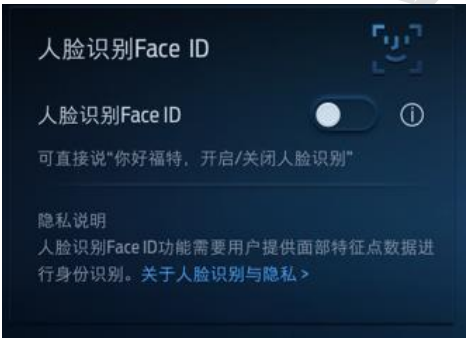 人脸识别Face ID
人脸识别Face ID
可直接说“你好福特，开启/关闭人脸识别”
隐私说明
人脸识别Face ID功能需要用户提供面部特征点数据进
行身份识别。关于人脸识别与隐私 >